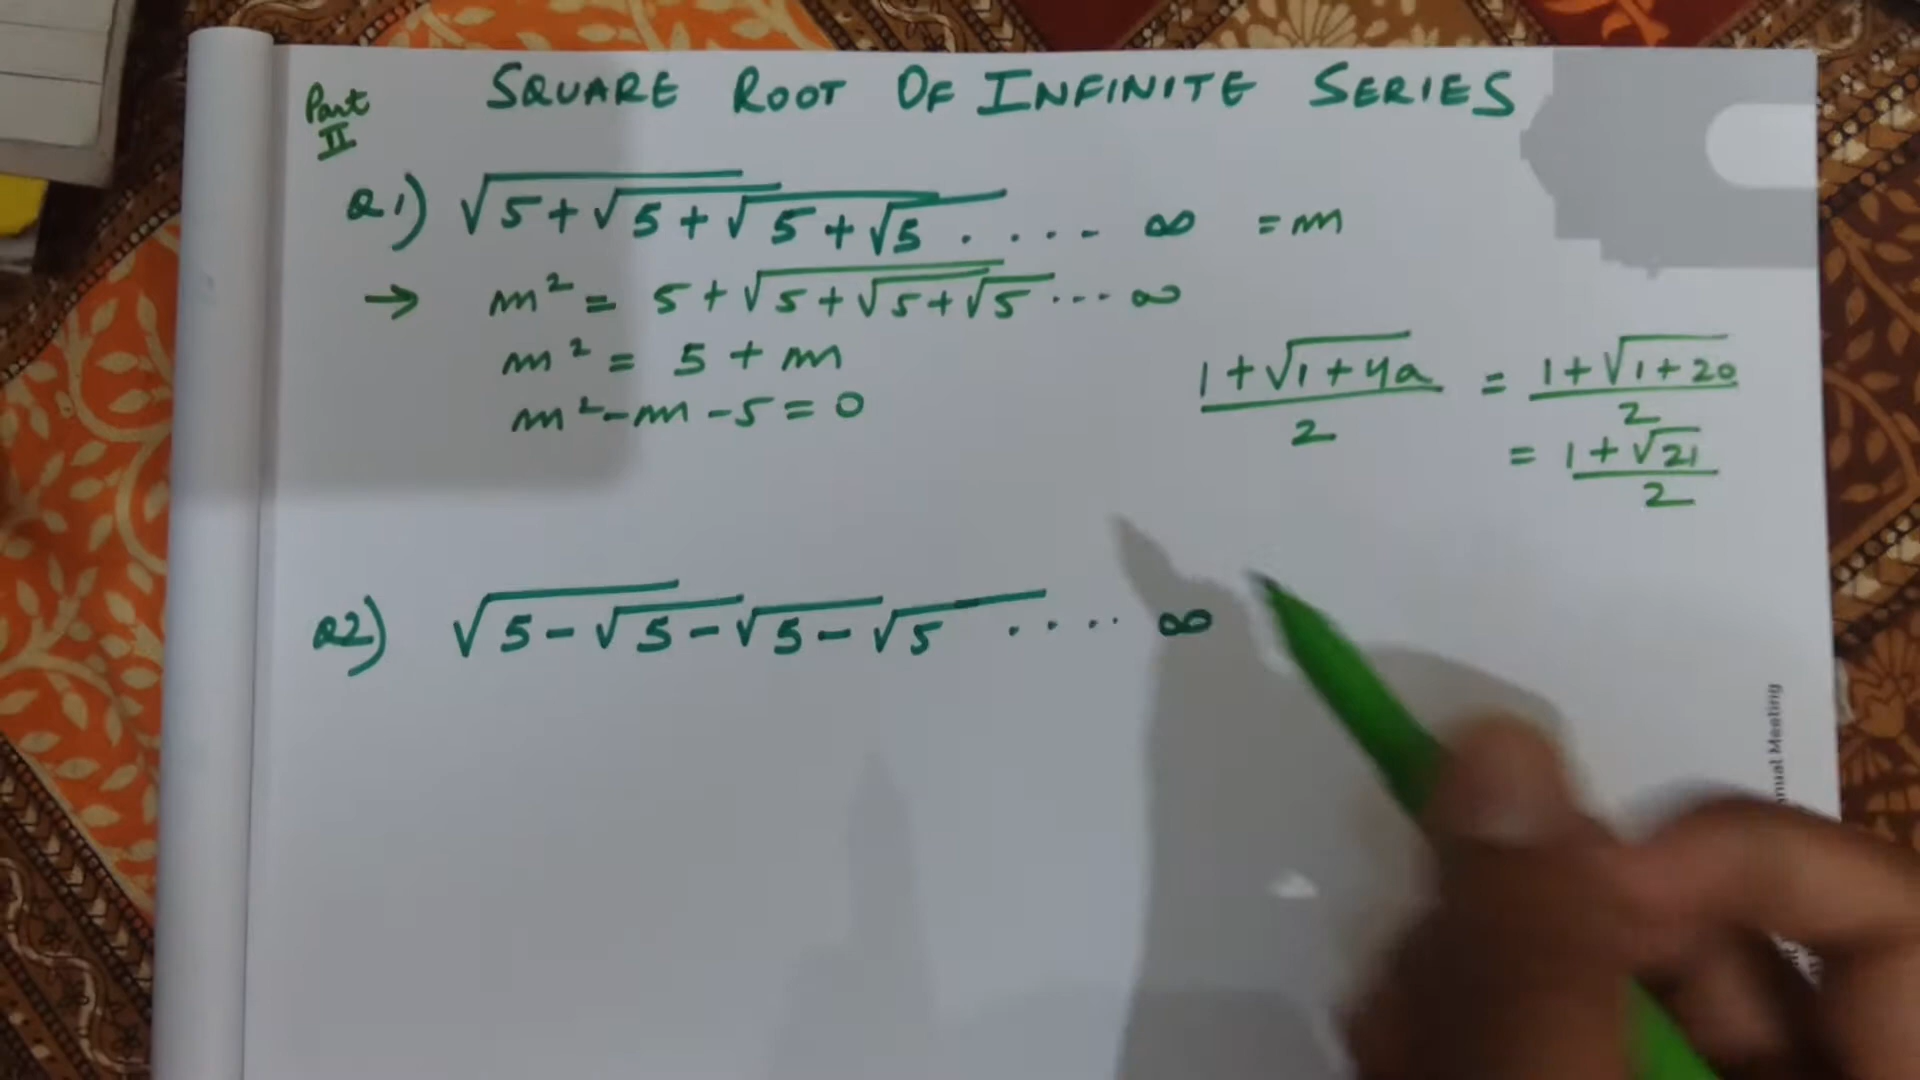 Part II
SQUARE ROOT OF INFINITE SERIES
Q1) √5+√5+√5+√5 . . . . - ∞ = m
→ m² = 5+√5+√5+√5 ... ∞
m² = 5 + m
m² - m - 5 = 0
1+√1+4a / 2 = 1+√1+20 / 2
= 1+√21 / 2
Q2) √5-√5-√5-√5 . . . . ∞
nual Meeting